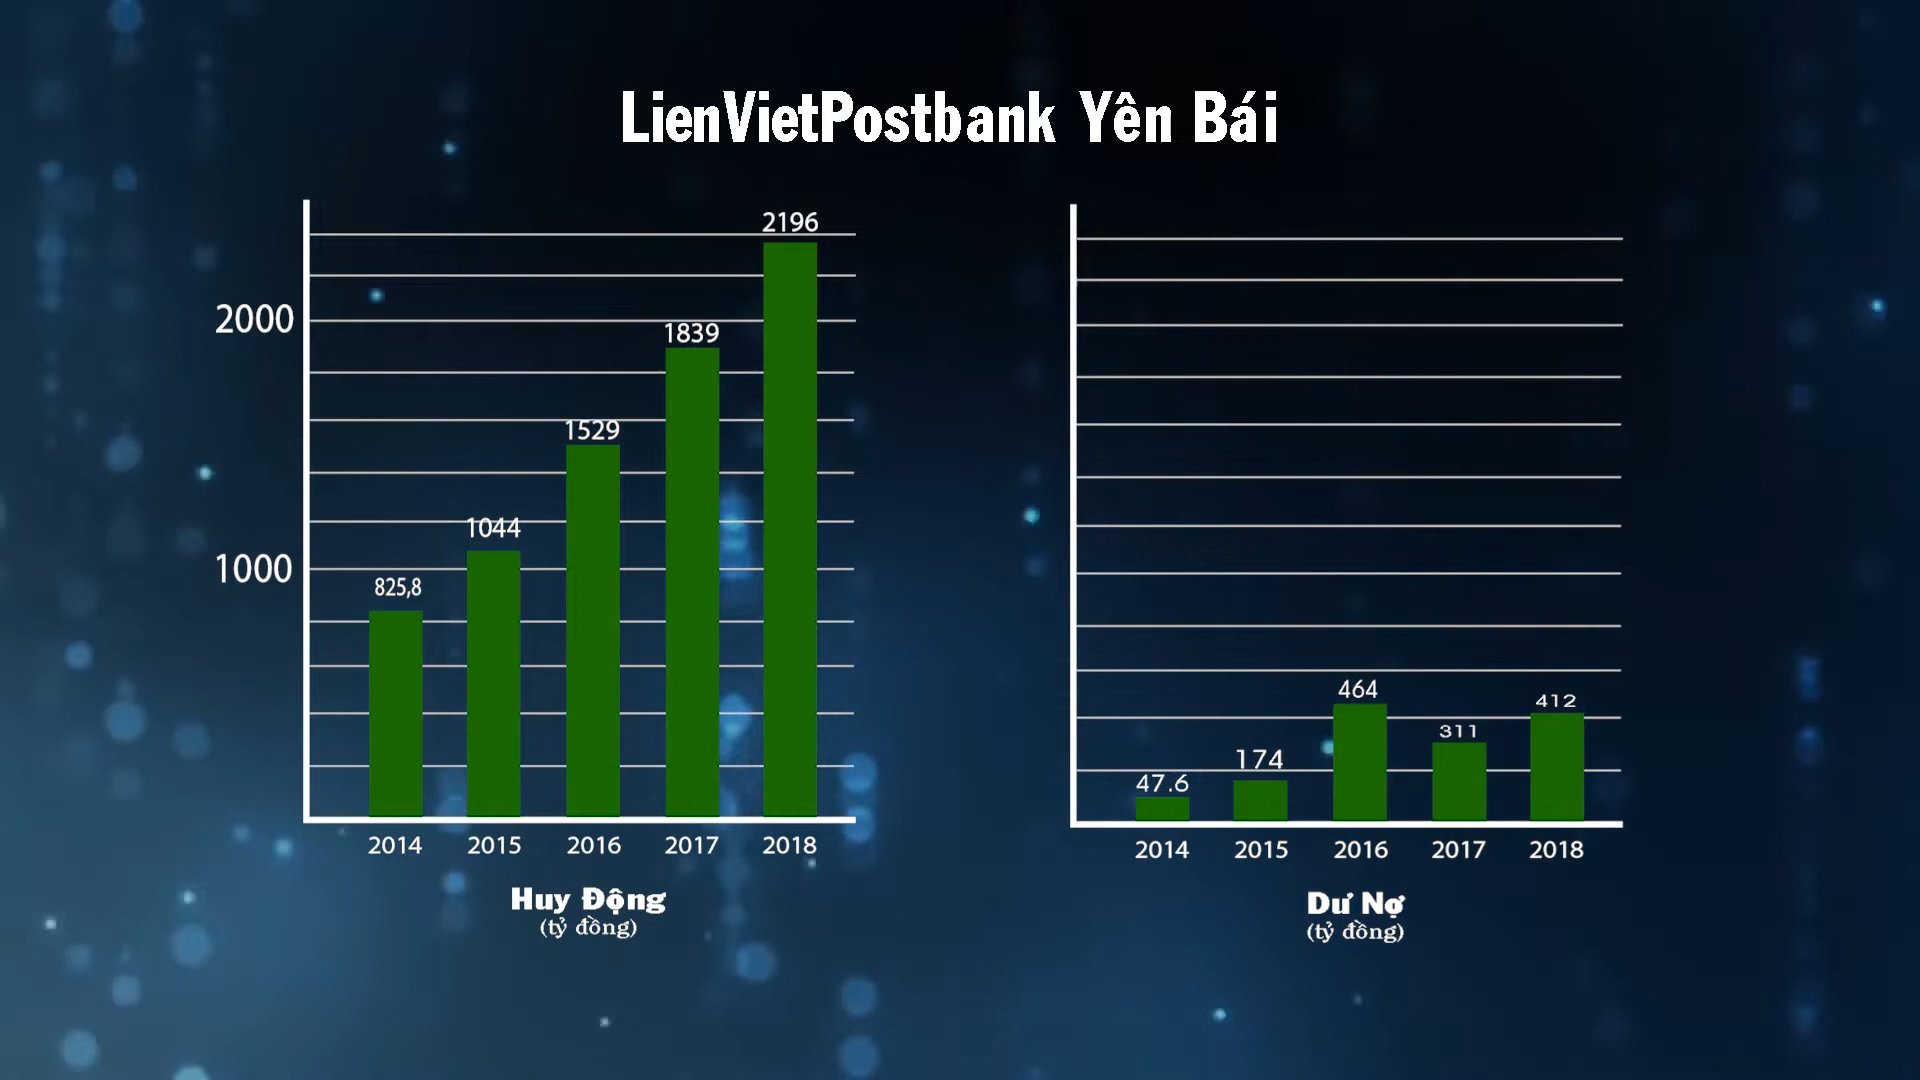 LienVietPostbank Yên Bái
2196
2000
1839
1529
1044
1000
825,8
2014 2015 2016 2017 2018
Huy Động
(tỷ đồng)
464
412
311
174
47.6
2014 2015 2016 2017 2018
Dư Nợ
(tỷ đồng)